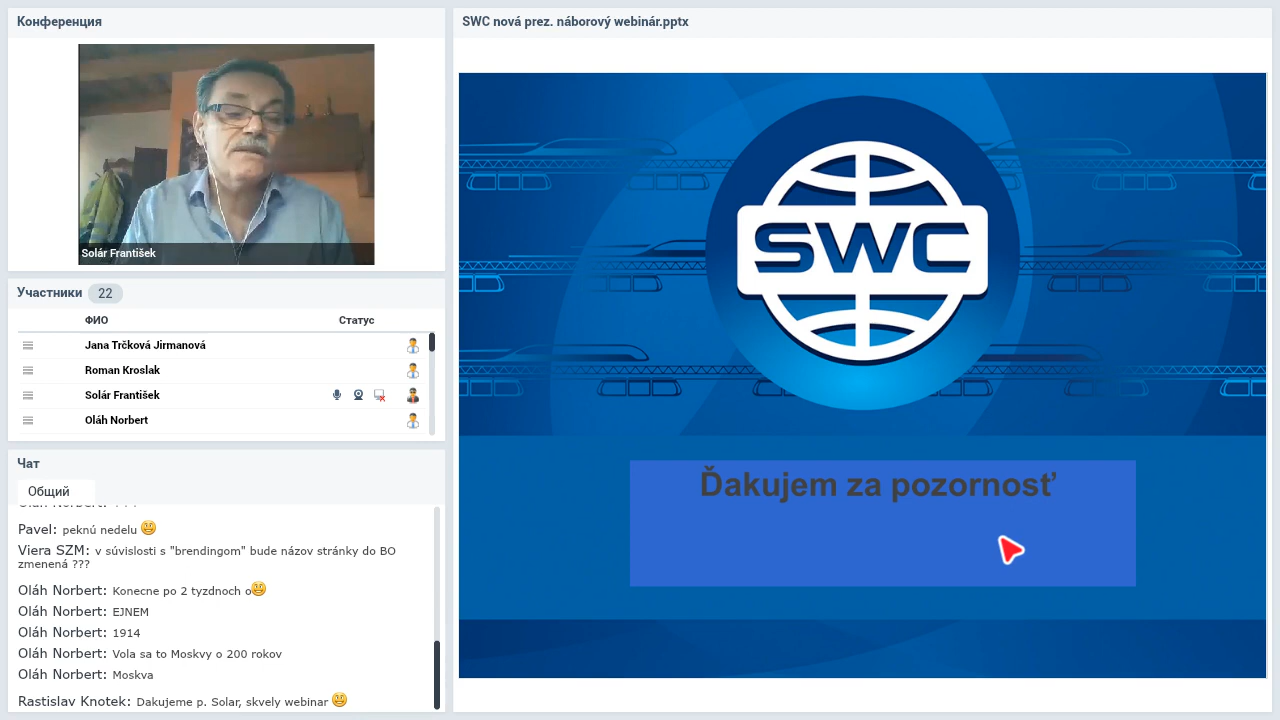 Конференция
Solár František
Участники 22
ФИО Статус
Jana Trčková Jirmanová
Roman Kroslak
Solár František
Oláh Norbert
Чат
Общий
Oláh Norbert:
Pavel: peknú nedelu
Viera SZM: v súvislosti s "brendingom" bude názov stránky do BO
zmenená ???
Oláh Norbert: Konecne po 2 tyzdnoch o
Oláh Norbert: EJNEM
Oláh Norbert: 1914
Oláh Norbert: Vola sa to Moskvy o 200 rokov
Oláh Norbert: Moskva
Rastislav Knotek: Dakujeme p. Solar, skvely webinar
SWC nová prez. náborový webinár.pptx
SWC
Ďakujem za pozornosť